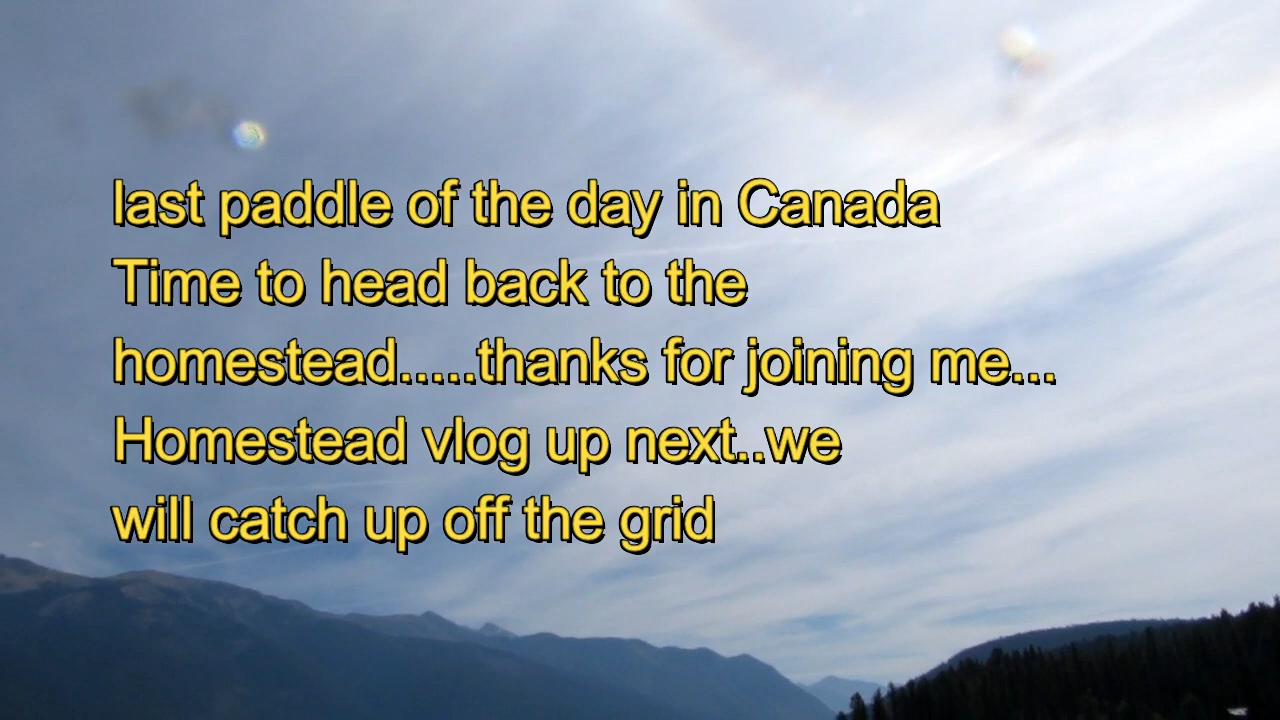 last paddle of the day in Canada
Time to head back to the
homestead.....thanks for joining me...
Homestead vlog up next..we
will catch up off the grid